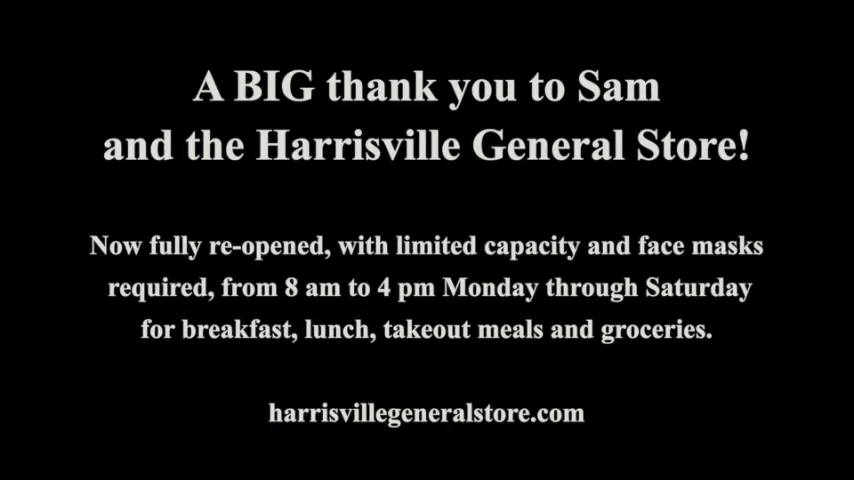 A BIG thank you to Sam
and the Harrisville General Store!
Now fully re-opened, with limited capacity and face masks
required, from 8 am to 4 pm Monday through Saturday
for breakfast, lunch, takeout meals and groceries.
harrisvillegeneralstore.com